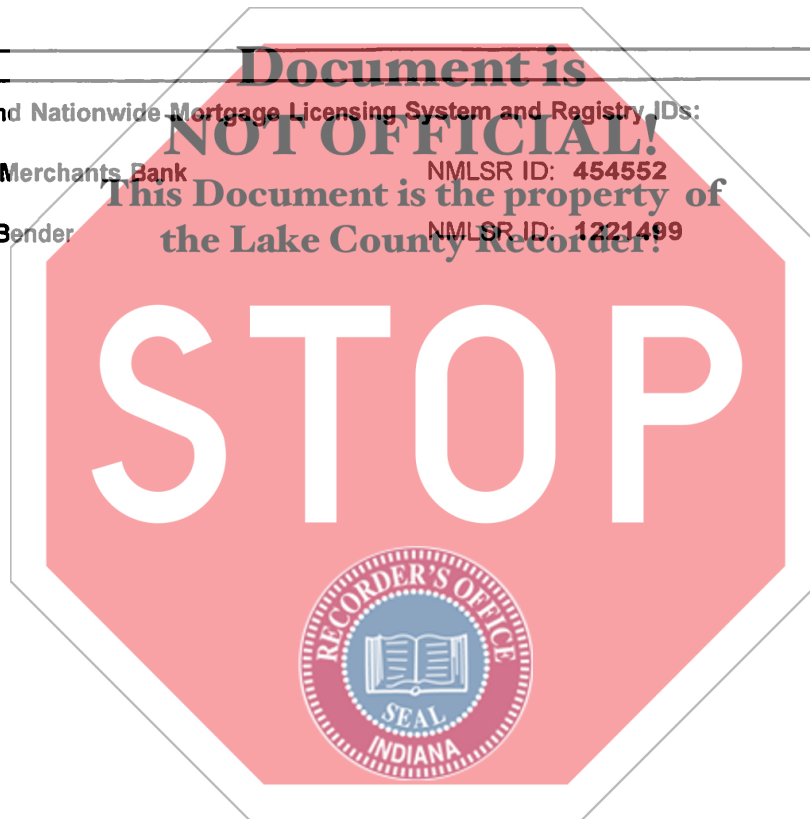 Document is
nd Nationwide Mortgage Licensing System and Registry IDs:
NOT OFFICIAL!
Merchants Bank NMLSR ID: 454552
This Document is the property of
Bender NMLSR ID: 1221499
the Lake County Recorder!
STOP
RECORDER'S OFFICE
SEAL
INDIANA